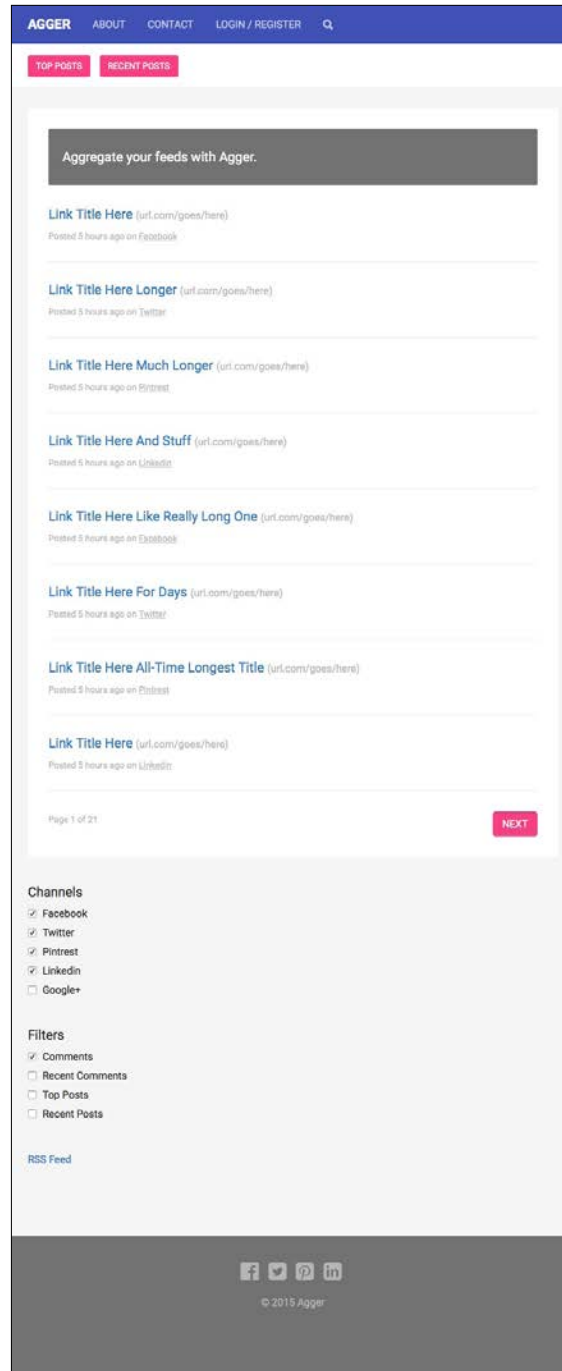 AGGER ABOUT CONTACT LOGIN / REGISTER
TOP POSTS RECENT POSTS
Aggregate your feeds with Agger.
Link Title Here (url.com/goes/here)
Posted 5 hours ago on Facebook
Link Title Here Longer (url.com/goes/here)
Posted 5 hours ago on Twitter
Link Title Here Much Longer (url.com/goes/here)
Posted 5 hours ago on Pintrest
Link Title Here And Stuff (url.com/goes/here)
Posted 5 hours ago on Linkedin
Link Title Here Like Really Long One (url.com/goes/here)
Posted 5 hours ago on Facebook
Link Title Here For Days (url.com/goes/here)
Posted 5 hours ago on Twitter
Link Title Here All-Time Longest Title (url.com/goes/here)
Posted 5 hours ago on Pintrest
Link Title Here (url.com/goes/here)
Posted 5 hours ago on Linkedin
Page 1 of 21 NEXT
Channels
Facebook
Twitter
Pintrest
Linkedin
Google+
Filters
Comments
Recent Comments
Top Posts
Recent Posts
RSS Feed
© 2015 Agger